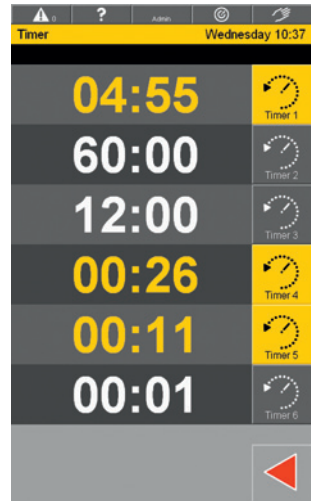 0 ? Admin
Timer Wednesday 10:37
04:55 Timer 1
60:00 Timer 2
12:00 Timer 3
00:26 Timer 4
00:11 Timer 5
00:01 Timer 6